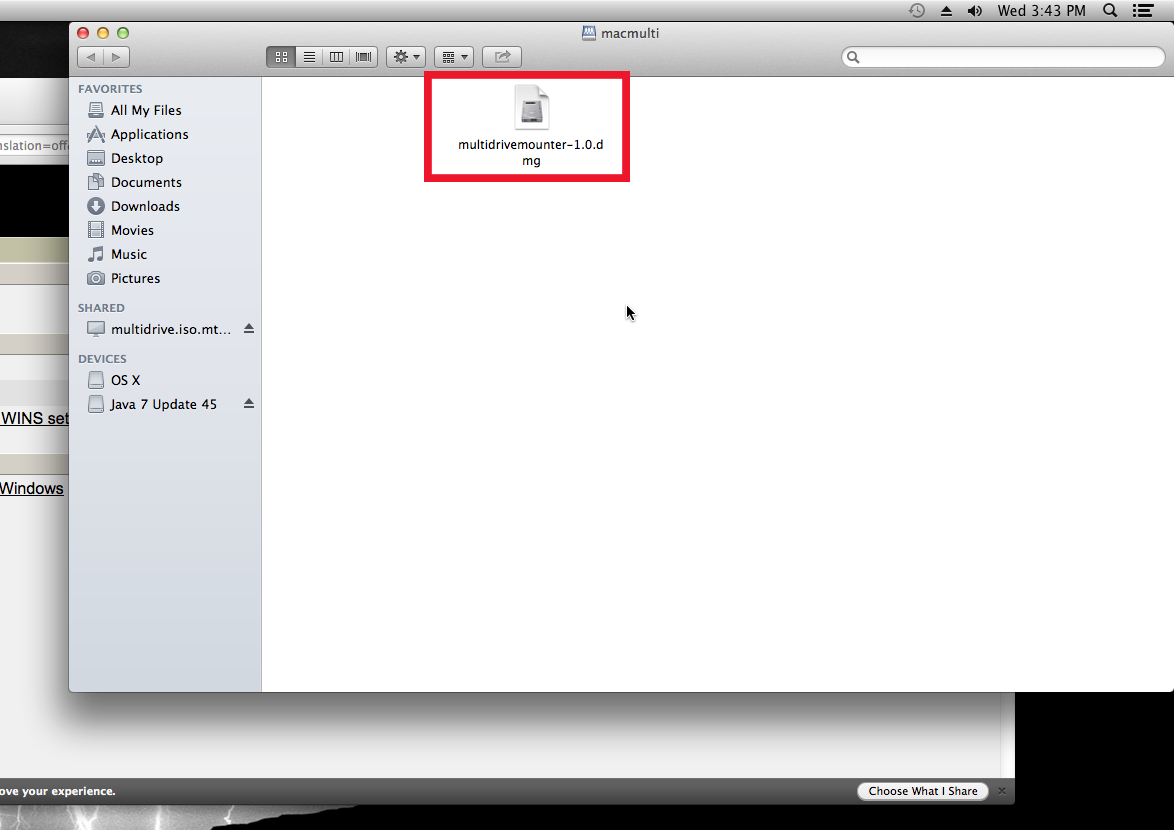 Wed 3:43 PM
macmulti
FAVORITES
All My Files
Applications
Desktop
Documents
Downloads
Movies
Music
Pictures
SHARED
multidrive.iso.mt...
DEVICES
OS X
Java 7 Update 45
multidrivemounter-1.0.d
mg
nslation=off
WINS set
Windows
ove your experience.
Choose What I Share